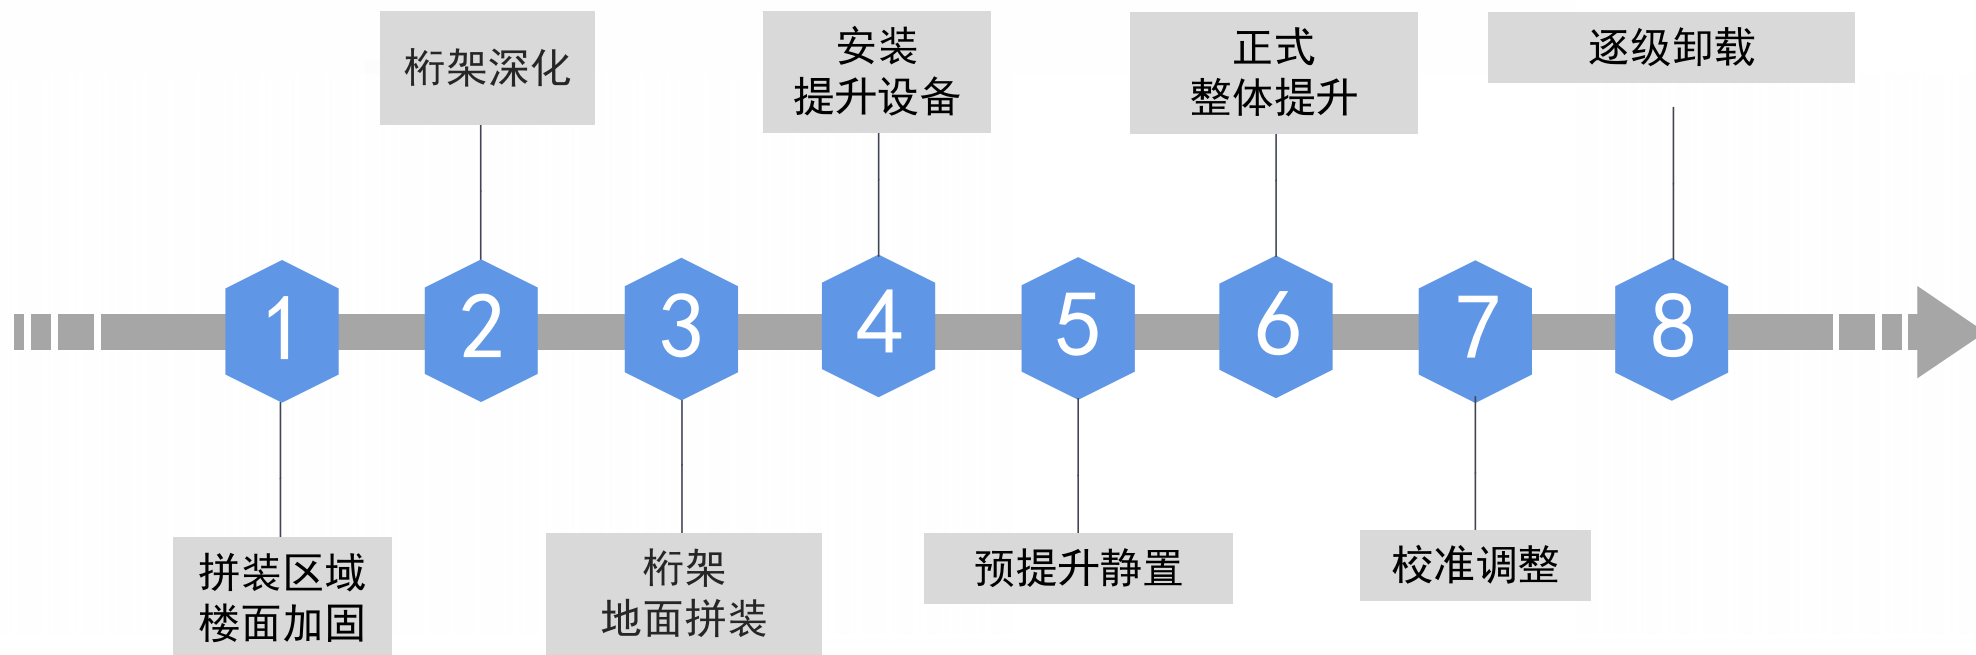 桁架深化
安装
提升设备
正式
整体提升
逐级卸载
1
2
3
4
5
6
7
8
拼装区域
楼面加固
桁架
地面拼装
预提升静置
校准调整